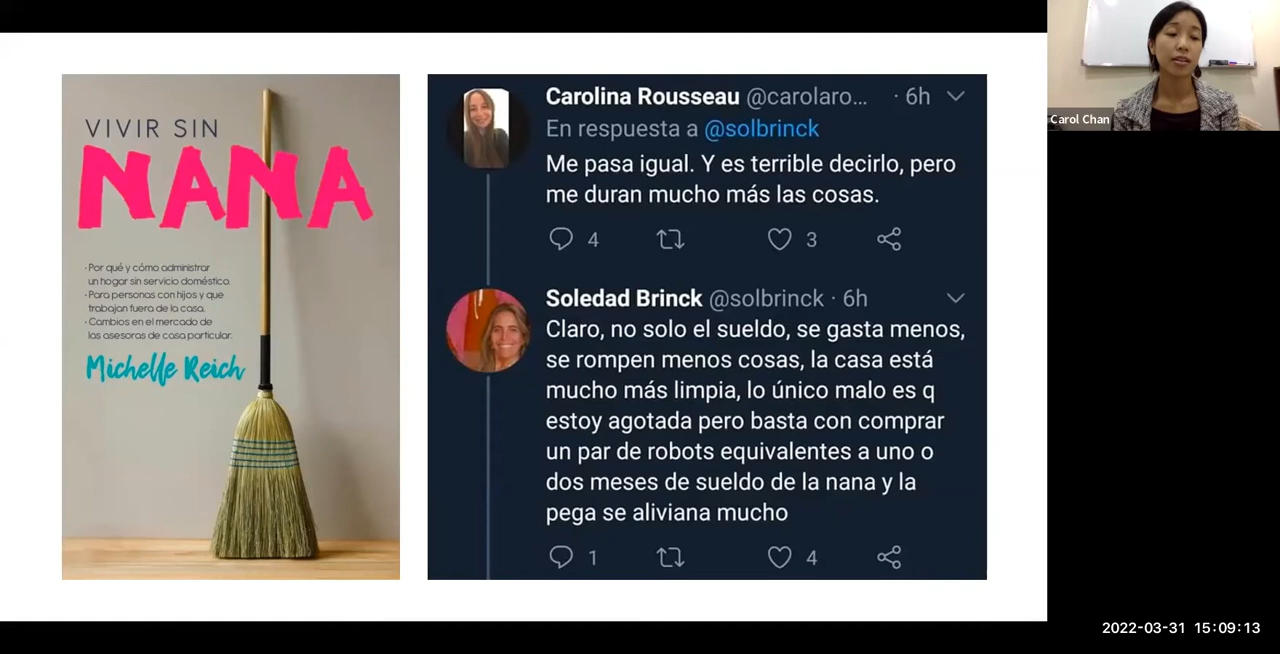 VIVIR SIN
NANA
· Por qué y cómo administrar
un hogar sin servicio doméstico.
· Para personas con hijos y que
trabajan fuera de la casa.
· Cambios en el mercado de
las asesoras de casa particular.
Michelle Reich
Carolina Rousseau @carolaro... · 6h
En respuesta a @solbrinck
Me pasa igual. Y es terrible decirlo, pero
me duran mucho más las cosas.
4 3
Soledad Brinck @solbrinck · 6h
Claro, no solo el sueldo, se gasta menos,
se rompen menos cosas, la casa está
mucho más limpia, lo único malo es q
estoy agotada pero basta con comprar
un par de robots equivalentes a uno o
dos meses de sueldo de la nana y la
pega se aliviana mucho
1 4
Carol Chan
2022-03-31 15:09:13